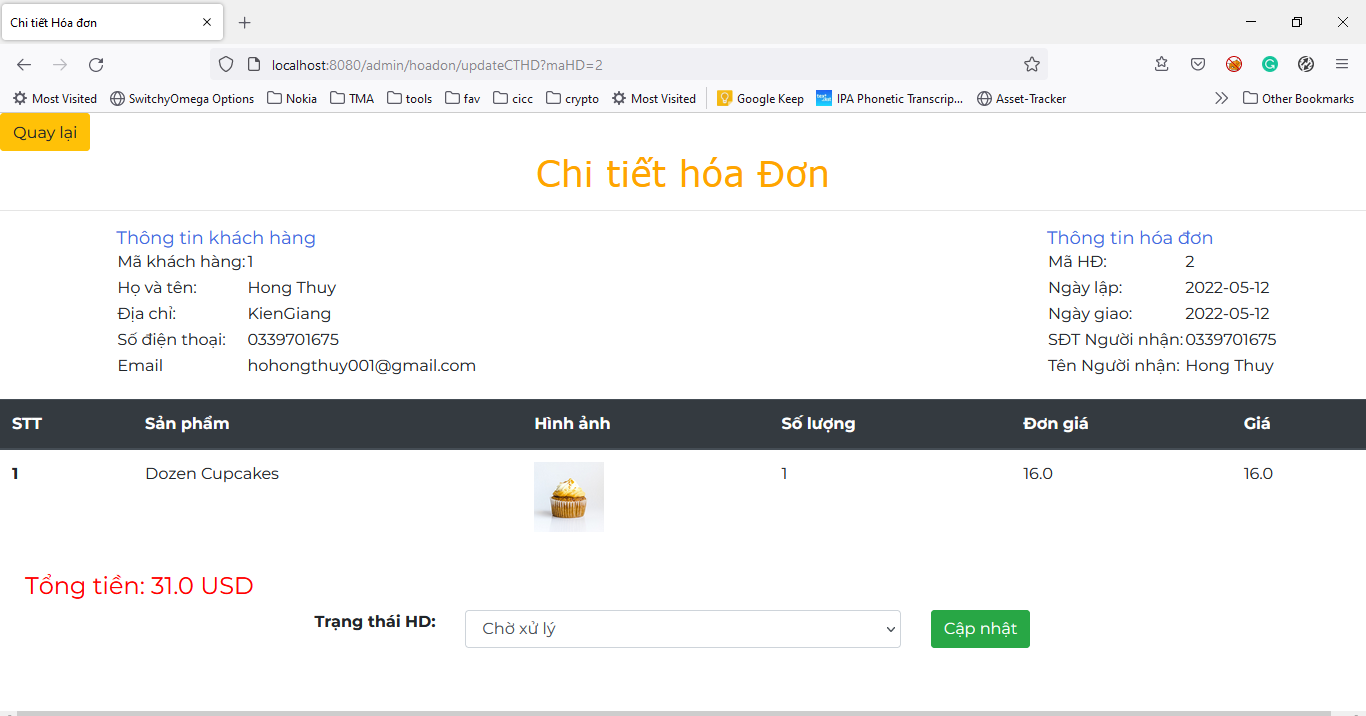 Chi tiết Hóa đơn
localhost:8080/admin/hoadon/updateCTHD?maHD=2
Most Visited SwitchyOmega Options Nokia TMA tools fav cicc crypto Most Visited Google Keep IPA Phonetic Transcrip... Asset-Tracker Other Bookmarks
Quay lại
Chi tiết hóa Đơn
Thông tin khách hàng
Mã khách hàng: 1
Họ và tên: Hong Thuy
Địa chỉ: KienGiang
Số điện thoại: 0339701675
Email hohongthuy001@gmail.com
Thông tin hóa đơn
Mã HĐ: 2
Ngày lập: 2022-05-12
Ngày giao: 2022-05-12
SĐT Người nhận: 0339701675
Tên Người nhận: Hong Thuy
STT Sản phẩm Hình ảnh Số lượng Đơn giá Giá
1 Dozen Cupcakes 1 16.0 16.0
Tổng tiền: 31.0 USD
Trạng thái HD: Chờ xử lý Cập nhật